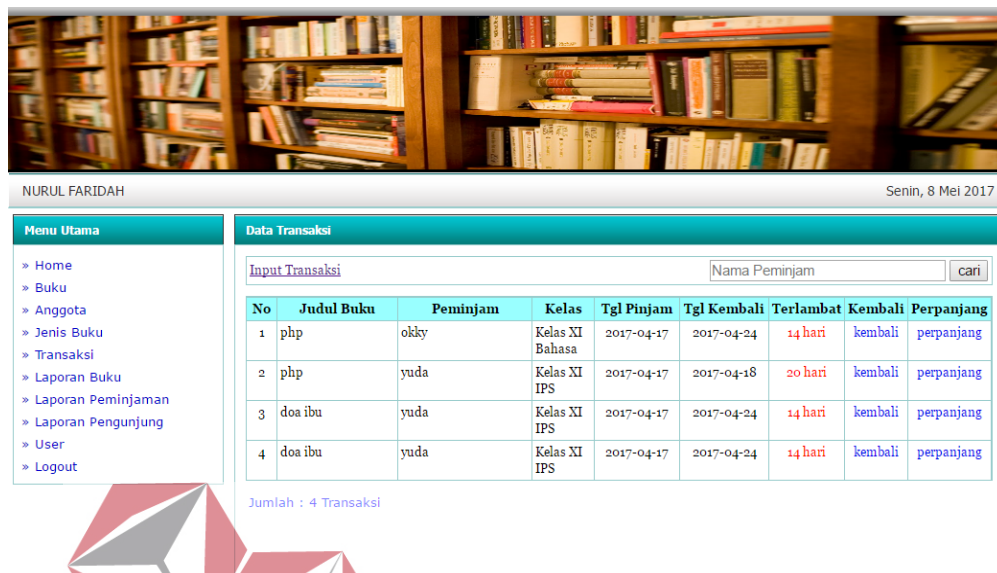 NURUL FARIDAH
Senin, 8 Mei 2017
Menu Utama
» Home
» Buku
» Anggota
» Jenis Buku
» Transaksi
» Laporan Buku
» Laporan Peminjaman
» Laporan Pengunjung
» User
» Logout
Data Transaksi
Input Transaksi
Nama Peminjam
cari
No Judul Buku Peminjam Kelas Tgl Pinjam Tgl Kembali Terlambat Kembali Perpanjang
1 php okky Kelas XI 2017-04-17 2017-04-24 14 hari kembali perpanjang
Bahasa
2 php yuda Kelas XI 2017-04-17 2017-04-18 20 hari kembali perpanjang
IPS
3 doa ibu yuda Kelas XI 2017-04-17 2017-04-24 14 hari kembali perpanjang
IPS
4 doa ibu yuda Kelas XI 2017-04-17 2017-04-24 14 hari kembali perpanjang
IPS
Jumlah : 4 Transaksi